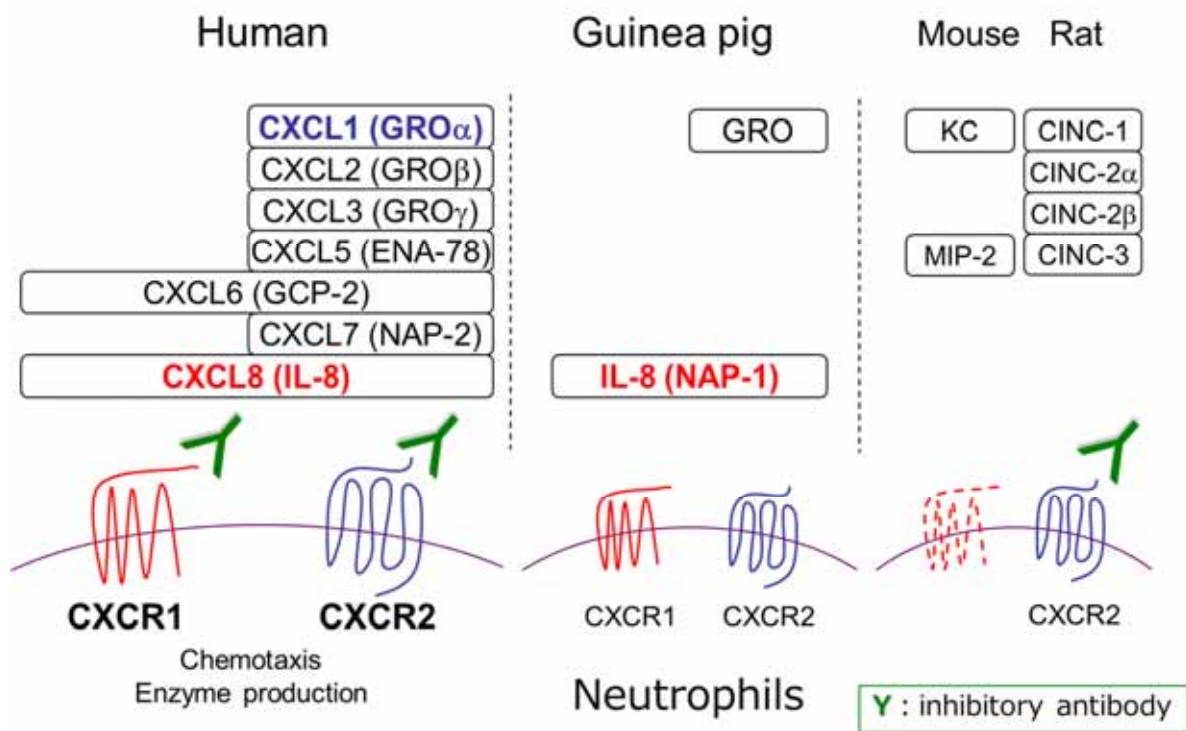 Human
Guinea pig
Mouse Rat
CXCL1 (GROα)
CXCL2 (GROβ)
CXCL3 (GROγ)
CXCL5 (ENA-78)
CXCL6 (GCP-2)
CXCL7 (NAP-2)
CXCL8 (IL-8)
GRO
IL-8 (NAP-1)
KC
CINC-1
CINC-2α
CINC-2β
MIP-2
CINC-3
CXCR1
CXCR2
Chemotaxis
Enzyme production
CXCR1
CXCR2
CXCR2
Neutrophils
Y : inhibitory antibody